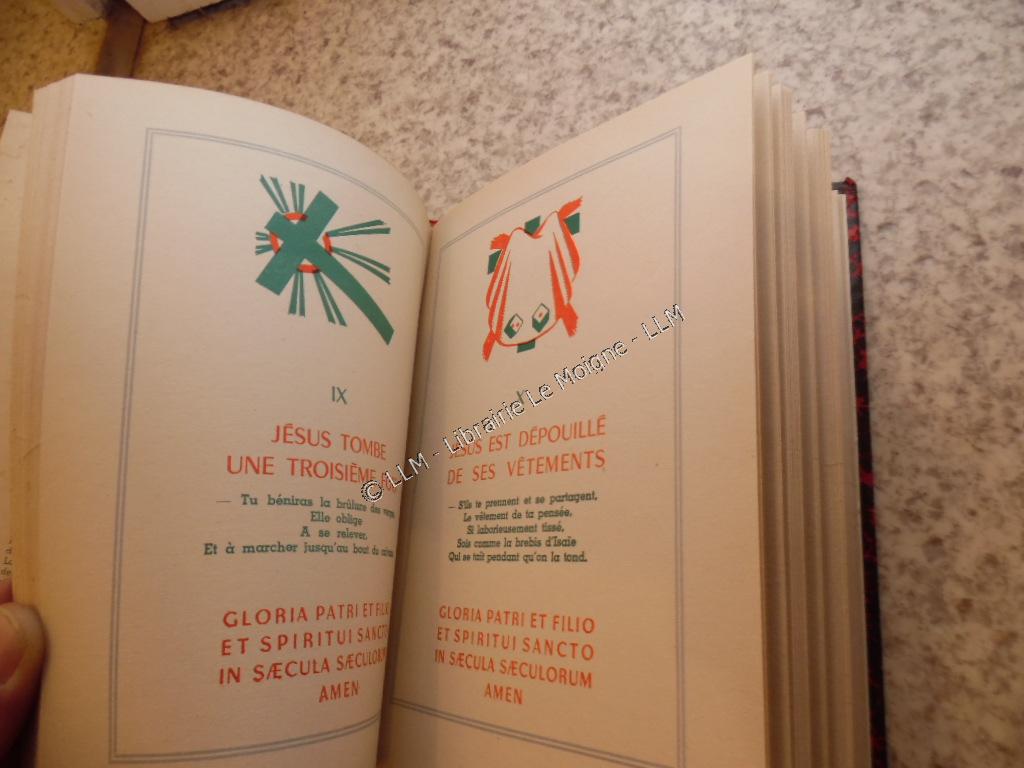 IX
JÉSUS TOMBE
UNE TROISIÈME
— Tu béniras la brûlure des
Elle oblige
A se relever,
Et à marcher jusqu'au bout du
GLORIA PATRI ET FILIO
ET SPIRITUI SANCTO
IN SÆCULA SÆCULORUM
AMEN
JÉSUS EST DÉPOUILLÉ
DE SES VÊTEMENTS
— S'ils te prennent et se partagent,
Le vêtement de ta pensée,
Si laborieusement tissé,
Sois comme la brebis d'Isaïe
Qui se tait pendant qu'on la tond.
GLORIA PATRI ET FILIO
ET SPIRITUI SANCTO
IN SÆCULA SÆCULORUM
AMEN
© LLM - Librairie Le Moigne - LLM